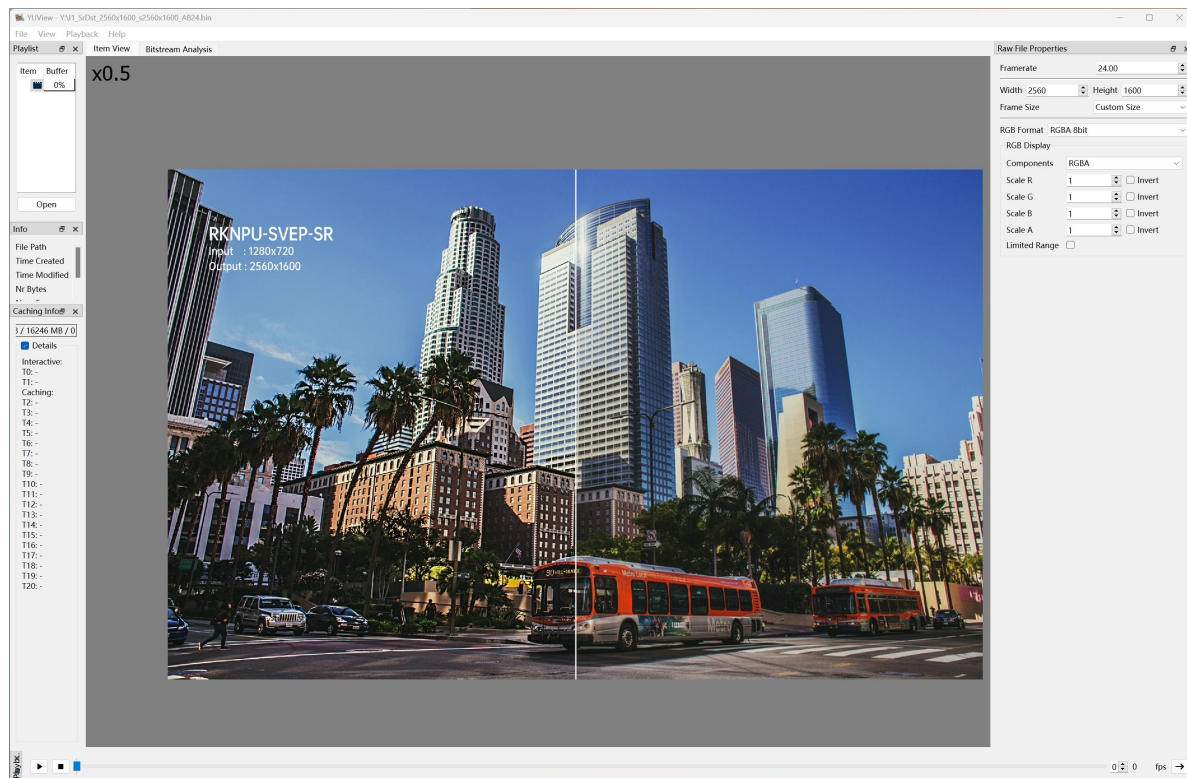 YUView - Y:\J1_SrDst_2560x1600_s2560x1600_AB24.bin
File View Playback Help
Playlist
Item Buffer
0%
Open
Info
File Path
Time Created
Time Modified
Nr Bytes
Caching Info
/ 16246 MB / 0
Details
Interactive:
T0: -
T1: -
Caching:
T2: -
T3: -
T4: -
T5: -
T6: -
T7: -
T8: -
T9: -
T10: -
T11: -
T12: -
T13: -
T14: -
T15: -
T16: -
T17: -
T18: -
T19: -
T20: -
Item View Bitstream Analysis
x0.5
RKNPU-SVEP-SR
Input : 1280x720
Output : 2560x1600
Metro Local
Metro
Raw File Properties
Framerate 24.00
Width 2560 Height 1600
Frame Size Custom Size
RGB Format RGBA 8bit
RGB Display
Components RGBA
Scale R 1 Invert
Scale G 1 Invert
Scale B 1 Invert
Scale A 1 Invert
Limited Range
0 0 fps